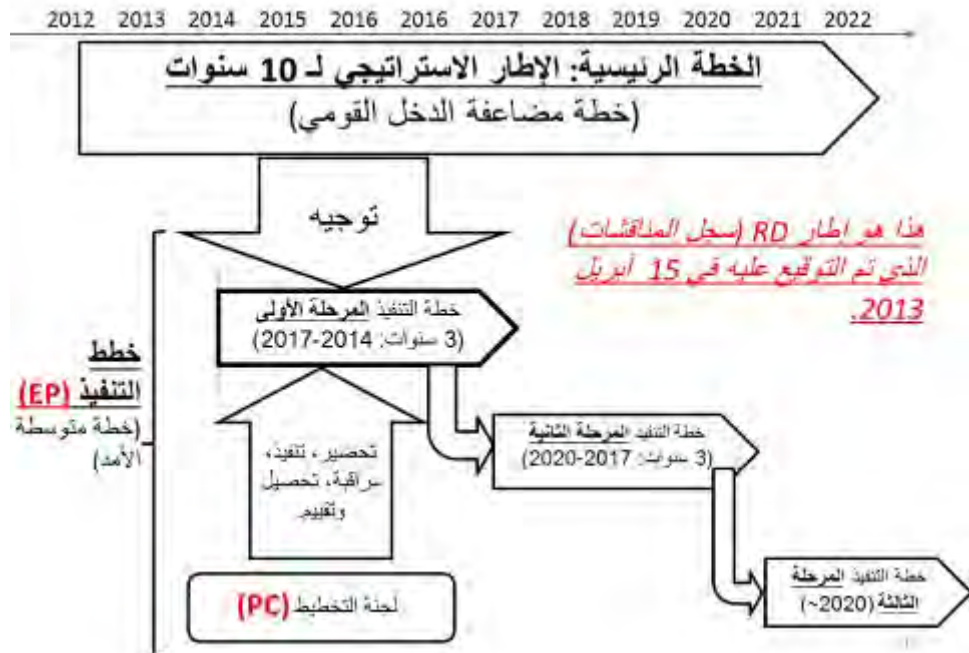 2012 2013 2014 2015 2016 2016 2017 2018 2019 2020 2021 2022
الخطة الرئيسية: الإطار الاستراتيجي لـ 10 سنوات
(خطة مضاعفة الدخل القومي)
توجيه
هذا هو إطار RD (سجل المناقشات)
الذي تم التوقيع عليه في 15 أبريل
2013.
خطة التنفيذ المرحلة الأولى
(3 سنوات: 2014-2017)
خطط
التنفيذ (EP)
(خطة متوسطة
الأمد)
خطة التنفيذ المرحلة الثانية
(3 سنوات: 2017-2020)
تحضير، تنفيذ،
مراقبة، تحصيل
وتقييم
خطة التنفيذ المرحلة
الثالثة (2020~)
لجنة التخطيط (PC)